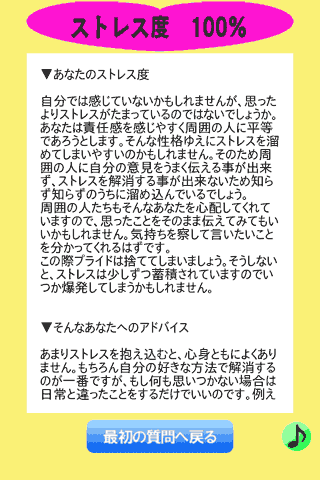 ストレス度　100%
▼あなたのストレス度
自分では感じていないかもしれませんが、思った
よりストレスがたまっているのではないでしょうか。
あなたは責任感を感じやすく周囲の人に平等
であろうとします。そんな性格ゆえにストレスを溜
めてしまいやすいのかもしれません。そのため周
囲の人に自分の意見をうまく伝える事が出来
ず、ストレスを解消する事が出来ないため知ら
ず知らずのうちに溜め込んでいるでしょう。
周囲の人たちもそんなあなたを心配してくれて
いますので、思ったことをそのまま伝えてみてもい
いかもしれません。気持ちを察して言いたいこと
を分かってくれるはずです。
この際プライドは捨ててしまいましょう。そうしない
と、ストレスは少しずつ蓄積されていますのでい
つか爆発してしまうかもしれません。
▼そんなあなたへのアドバイス
あまりストレスを抱え込むと、心身ともによくあり
ません。もちろん自分の好きな方法で解消する
のが一番ですが、もし何も思いつかない場合は
日常と違ったことをするだけでいいのです。例え
最初の質問へ戻る